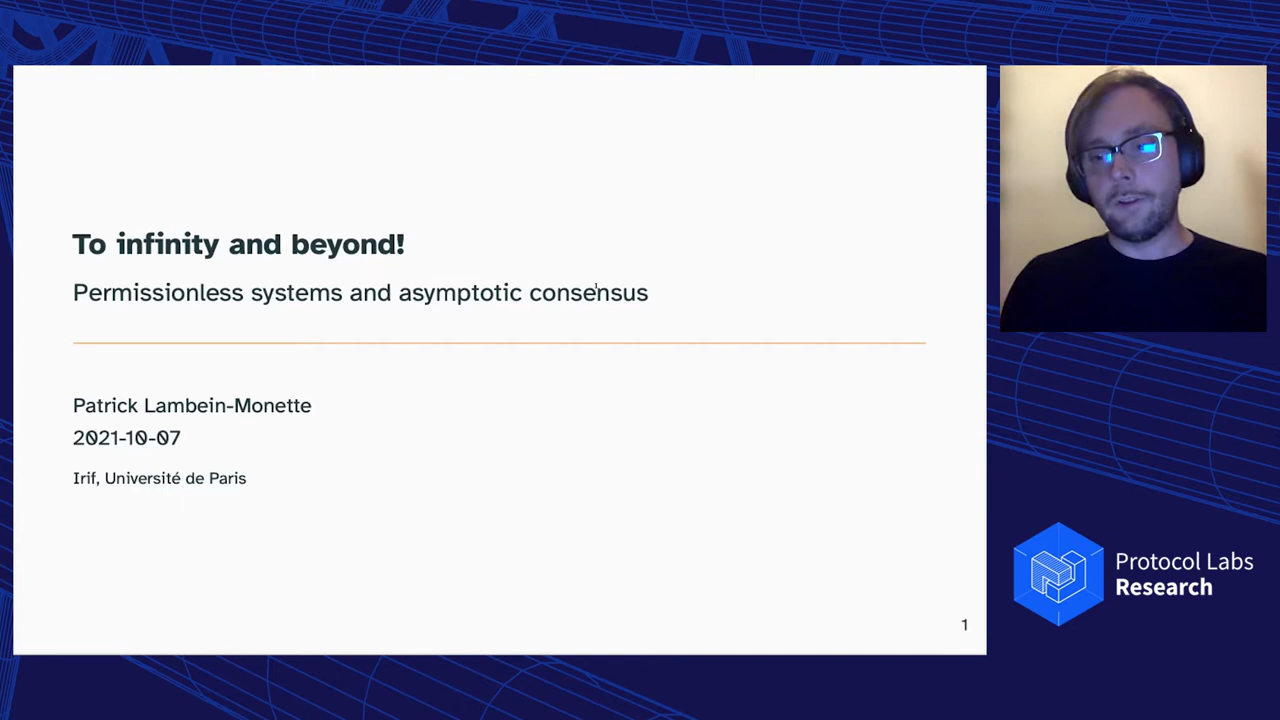 To infinity and beyond!
Permissionless systems and asymptotic consensus
Patrick Lambein-Monette
2021-10-07
Irif, Université de Paris
1
Protocol Labs
Research